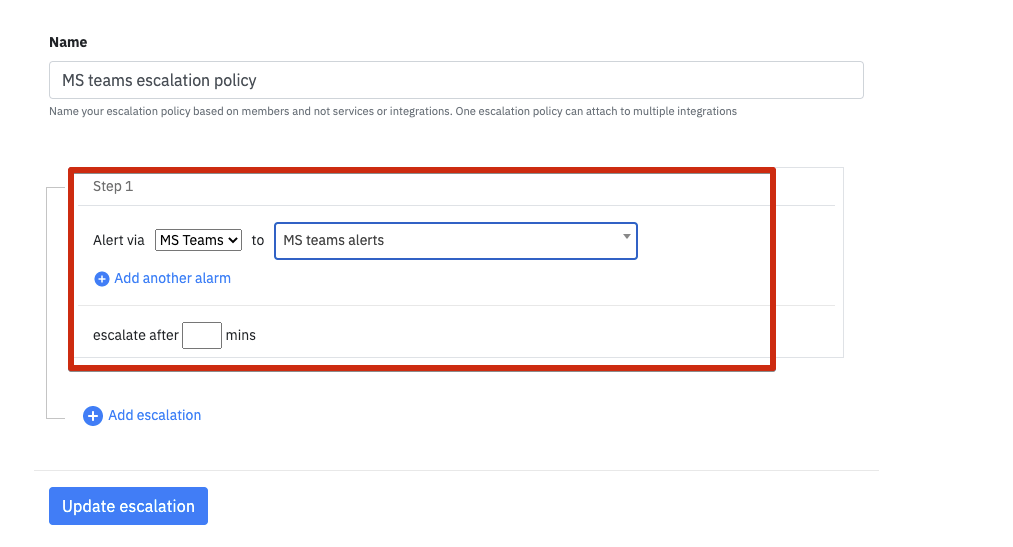 Name
MS teams escalation policy
Name your escalation policy based on members and not services or integrations. One escalation policy can attach to multiple integrations
Step 1
Alert via MS Teams to MS teams alerts
Add another alarm
escalate after mins
Add escalation
Update escalation